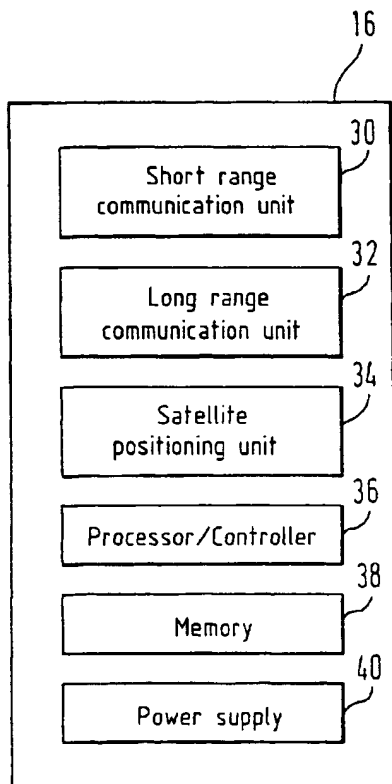 16
30
Short range
communication unit
32
Long range
communication unit
34
Satellite
positioning unit
36
Processor/Controller
38
Memory
40
Power supply